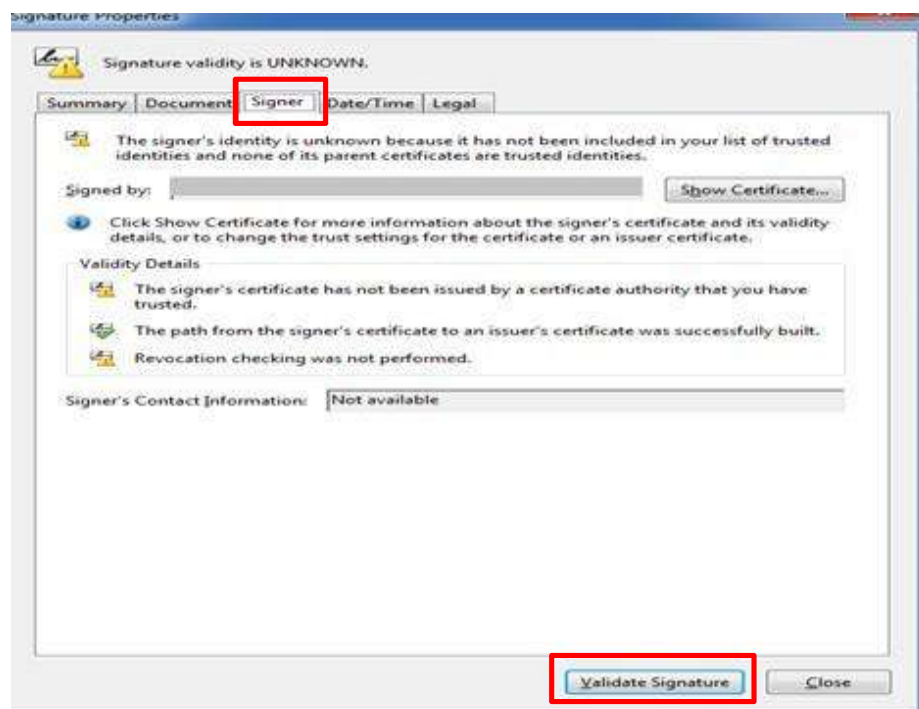 Signature Properties
Signature validity is UNKNOWN.
Summary Document Signer Date/Time Legal
The signer's identity is unknown because it has not been included in your list of trusted
identities and none of its parent certificates are trusted identities.
Signed by: Show Certificate...
Click Show Certificate for more information about the signer's certificate and its validity
details, or to change the trust settings for the certificate or an issuer certificate.
Validity Details
The signer's certificate has not been issued by a certificate authority that you have
trusted.
The path from the signer's certificate to an issuer's certificate was successfully built.
Revocation checking was not performed.
Signer's Contact Information: Not available
Validate Signature Close